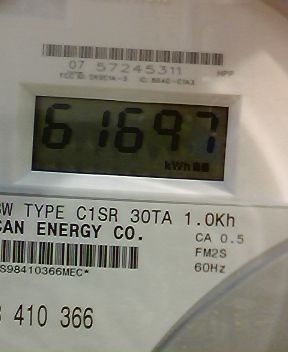 07 57245311 HPP
61697
kWh
W TYPE C1SR 30TA 1.0Kh
CAN ENERGY CO.
CA 0.5
FM2S
60Hz
S98410366MEC*
410 366